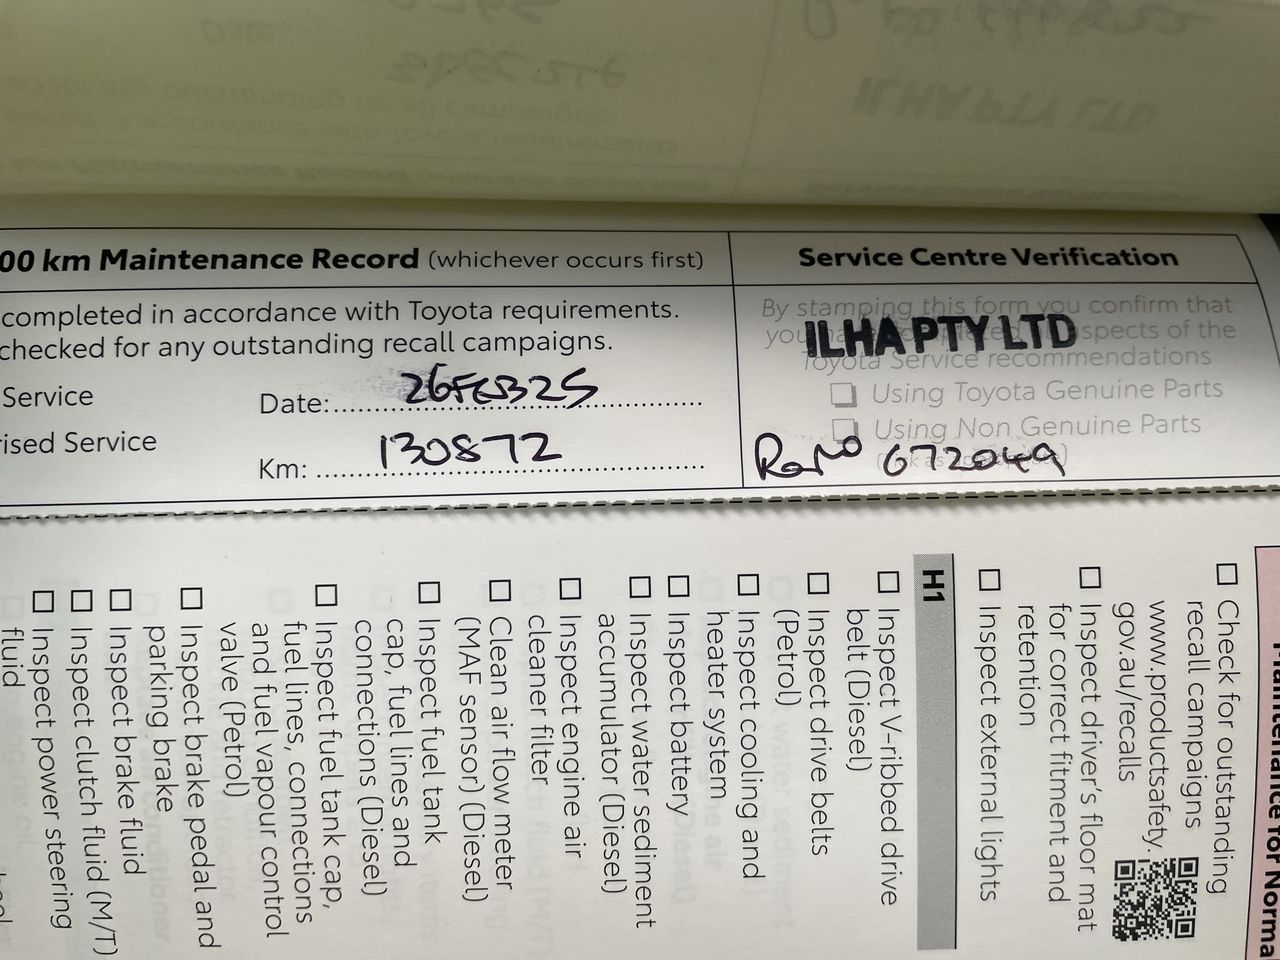 00 km Maintenance Record (whichever occurs first)
completed in accordance with Toyota requirements.
checked for any outstanding recall campaigns.
Service
Date: 26FEB25
ised Service
Km: 130872
Service Centre Verification
By stamping this form you confirm that
you of the
Toyota Service recommendations
ILHA PTY LTD
Using Toyota Genuine Parts
Using Non Genuine Parts
672049
Check for outstanding
recall campaigns
www.productsafety.
gov.au/recalls
Inspect driver's floor mat
for correct fitment and
retention
Inspect external lights
H1
Inspect V-ribbed drive
belt (Diesel)
Inspect drive belts
(Petrol)
Inspect cooling and
heater system
Inspect battery
Inspect water sediment
accumulator (Diesel)
Inspect engine air
cleaner filter
Clean air flow meter
(MAF sensor) (Diesel)
Inspect fuel tank
cap, fuel lines and
connections (Diesel)
Inspect fuel tank cap,
fuel lines, connections
and fuel vapour control
valve (Petrol)
Inspect brake pedal and
parking brake
Inspect brake fluid
Inspect clutch fluid (M/T)
Inspect power steering
fluid